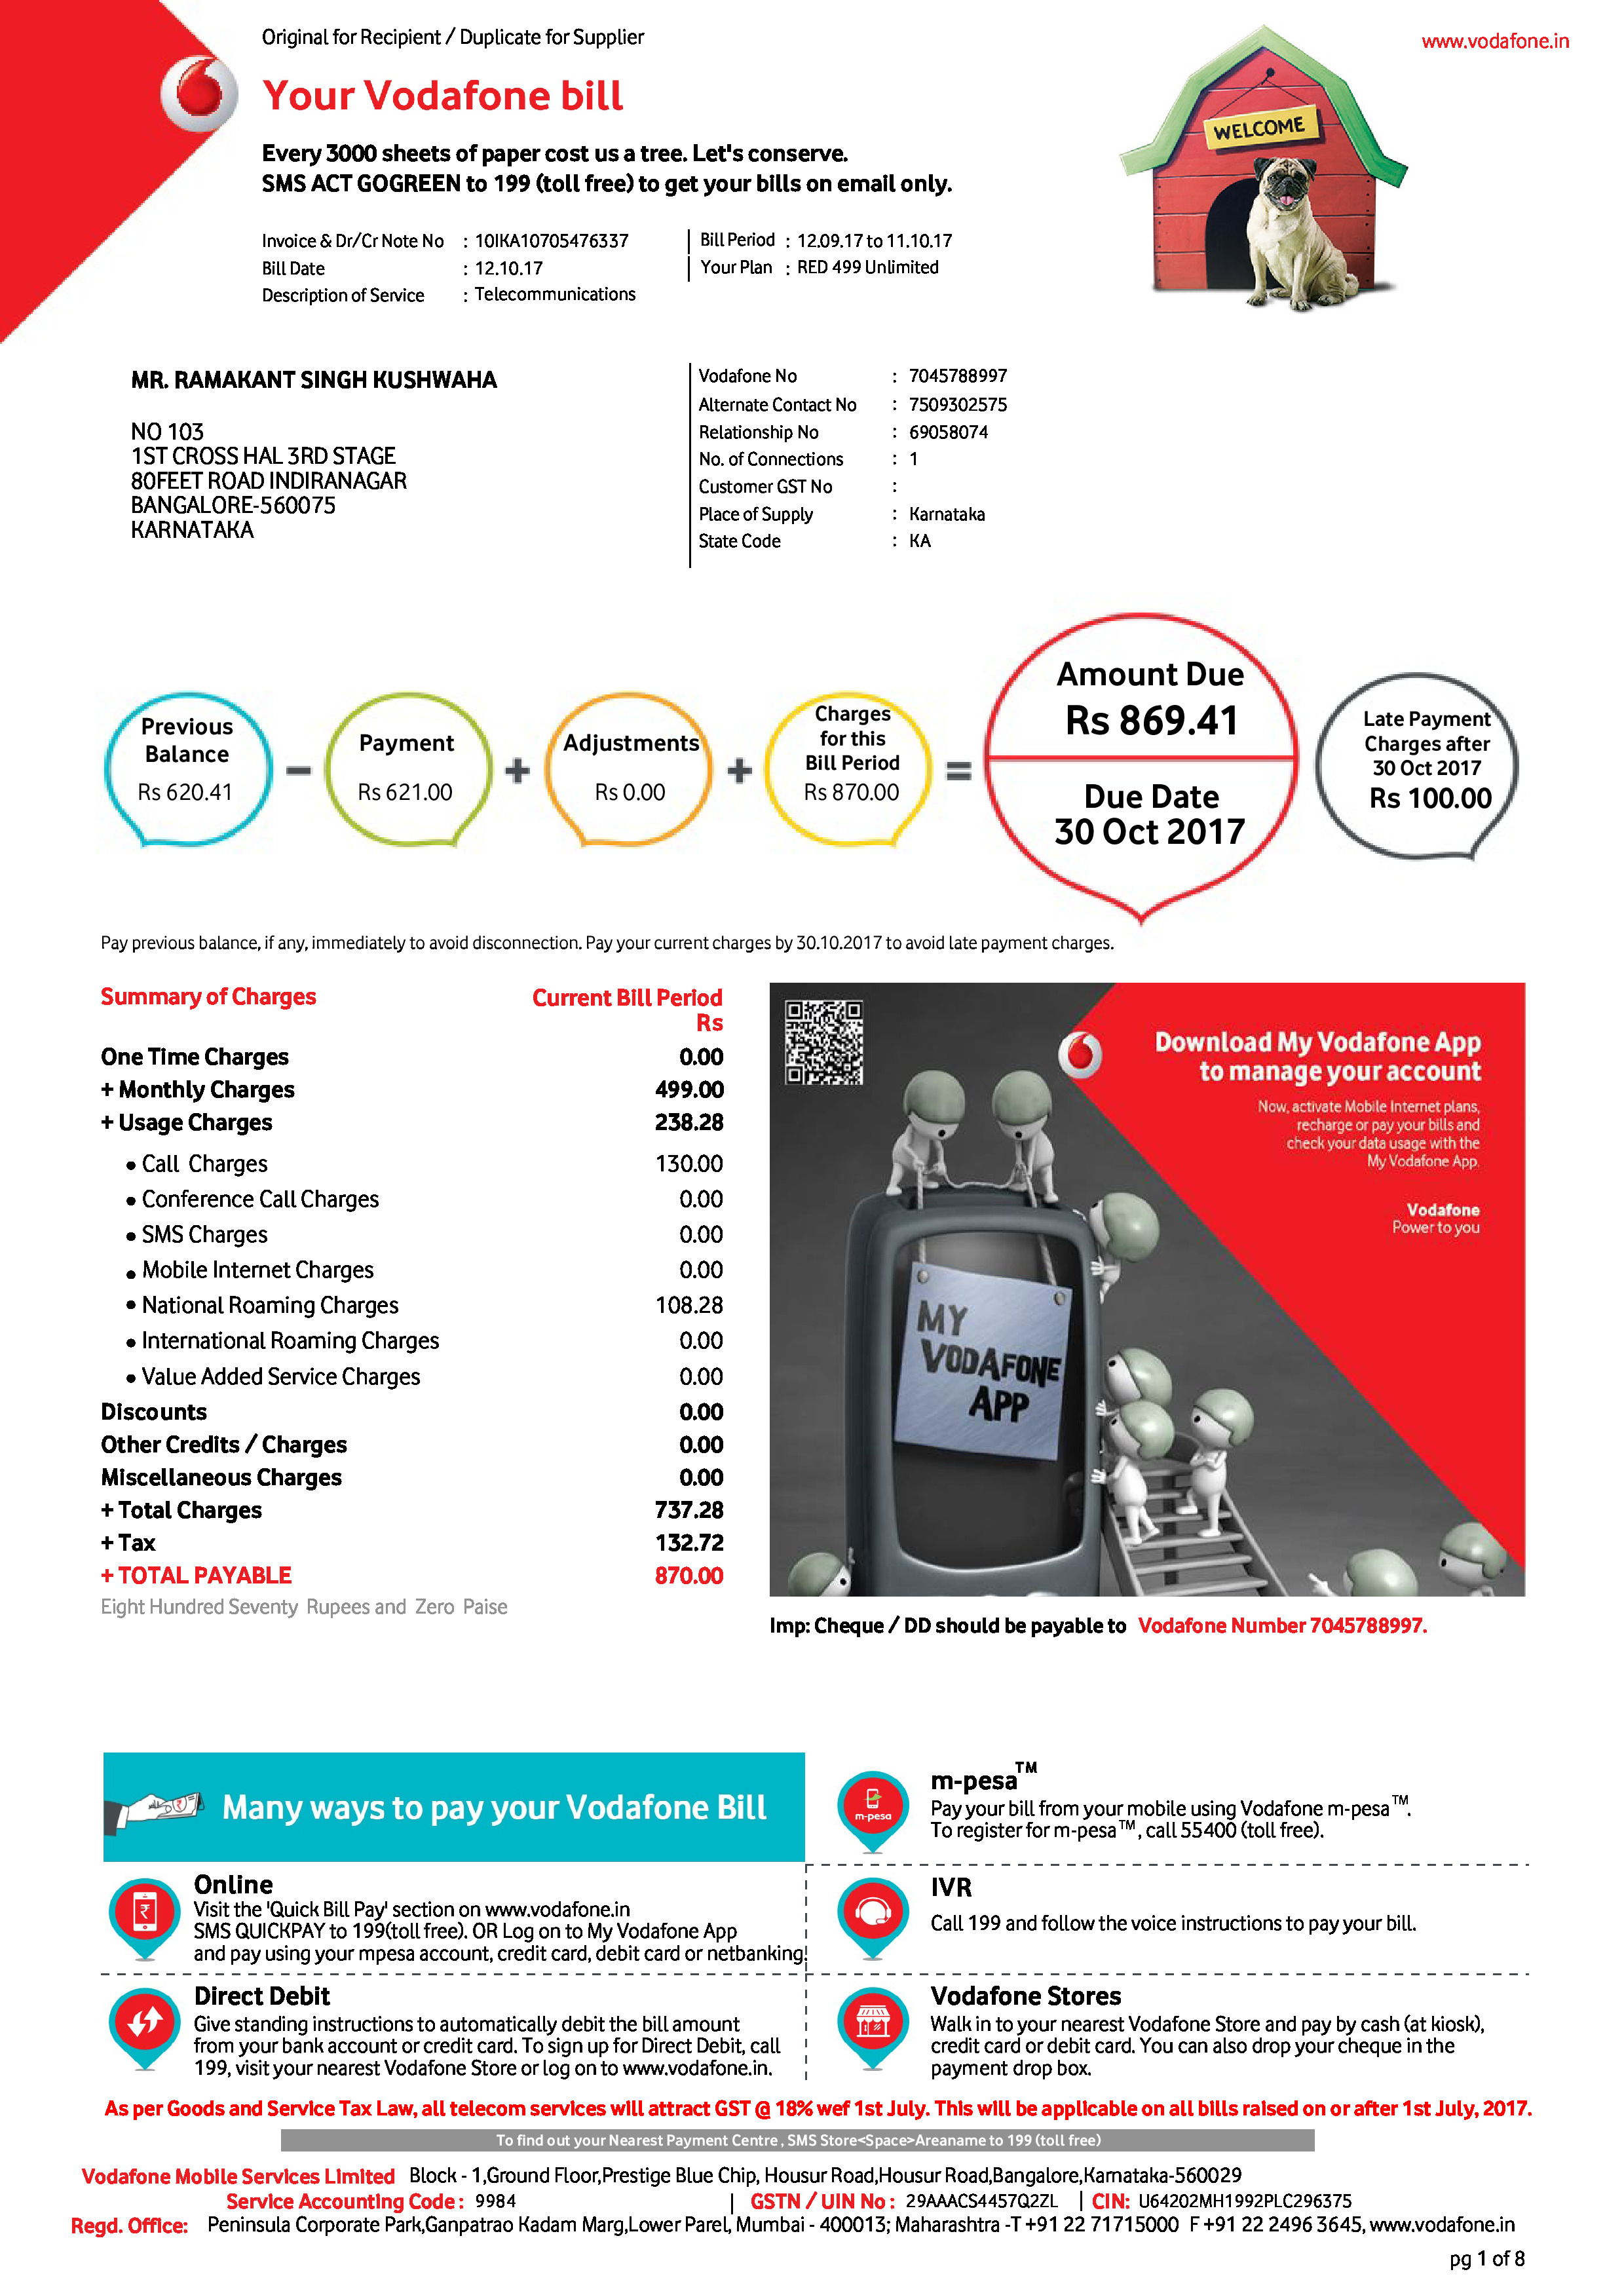 Original for Recipient / Duplicate for Supplier
www.vodafone.in
Your Vodafone bill
Every 3000 sheets of paper cost us a tree. Let's conserve.
SMS ACT GOGREEN to 199 (toll free) to get your bills on email only.
WELCOME
Invoice & Dr/Cr Note No : 10IKA10705476337
Bill Date : 12.10.17
Description of Service : Telecommunications
Bill Period : 12.09.17 to 11.10.17
Your Plan : RED 499 Unlimited
MR. RAMAKANT SINGH KUSHWAHA
NO 103
1ST CROSS HAL 3RD STAGE
80FEET ROAD INDIRANAGAR
BANGALORE-560075
KARNATAKA
Vodafone No : 7045788997
Alternate Contact No : 7509302575
Relationship No : 69058074
No. of Connections : 1
Customer GST No :
Place of Supply : Karnataka
State Code : KA
Previous
Balance
Rs 620.41
–
Payment
Rs 621.00
+
Adjustments
Rs 0.00
+
Charges
for this
Bill Period
Rs 870.00
=
Amount Due
Rs 869.41
Due Date
30 Oct 2017
Late Payment
Charges after
30 Oct 2017
Rs 100.00
Pay previous balance, if any, immediately to avoid disconnection. Pay your current charges by 30.10.2017 to avoid late payment charges.
Summary of Charges Current Bill Period
Rs
One Time Charges 0.00
+ Monthly Charges 499.00
+ Usage Charges 238.28
• Call Charges 130.00
• Conference Call Charges 0.00
• SMS Charges 0.00
• Mobile Internet Charges 0.00
• National Roaming Charges 108.28
• International Roaming Charges 0.00
• Value Added Service Charges 0.00
Discounts 0.00
Other Credits / Charges 0.00
Miscellaneous Charges 0.00
+ Total Charges 737.28
+ Tax 132.72
+ TOTAL PAYABLE 870.00
Eight Hundred Seventy Rupees and Zero Paise
Download My Vodafone App
to manage your account
Now, activate Mobile Internet plans,
recharge or pay your bills and
check your data usage with the
My Vodafone App.
Vodafone
Power to you
MY
VODAFONE
APP
Imp: Cheque / DD should be payable to Vodafone Number 7045788997.
Many ways to pay your Vodafone Bill
m-pesa
m-pesa™
Pay your bill from your mobile using Vodafone m-pesa™.
To register for m-pesa™, call 55400 (toll free).
Online
Visit the 'Quick Bill Pay' section on www.vodafone.in
SMS QUICKPAY to 199(toll free). OR Log on to My Vodafone App
and pay using your mpesa account, credit card, debit card or netbanking.
IVR
Call 199 and follow the voice instructions to pay your bill.
Direct Debit
Give standing instructions to automatically debit the bill amount
from your bank account or credit card. To sign up for Direct Debit, call
199, visit your nearest Vodafone Store or log on to www.vodafone.in.
Vodafone Stores
Walk in to your nearest Vodafone Store and pay by cash (at kiosk),
credit card or debit card. You can also drop your cheque in the
payment drop box.
As per Goods and Service Tax Law, all telecom services will attract GST @ 18% wef 1st July. This will be applicable on all bills raised on or after 1st July, 2017.
To find out your Nearest Payment Centre , SMS Store<Space>Areaname to 199 (toll free)
Vodafone Mobile Services Limited Block - 1,Ground Floor,Prestige Blue Chip, Housur Road,Housur Road,Bangalore,Karnataka-560029
Service Accounting Code : 9984 | GSTN / UIN No : 29AAACS4457Q2ZL | CIN: U64202MH1992PLC296375
Regd. Office: Peninsula Corporate Park,Ganpatrao Kadam Marg,Lower Parel, Mumbai - 400013; Maharashtra -T +91 22 71715000 F +91 22 2496 3645, www.vodafone.in
pg 1 of 8